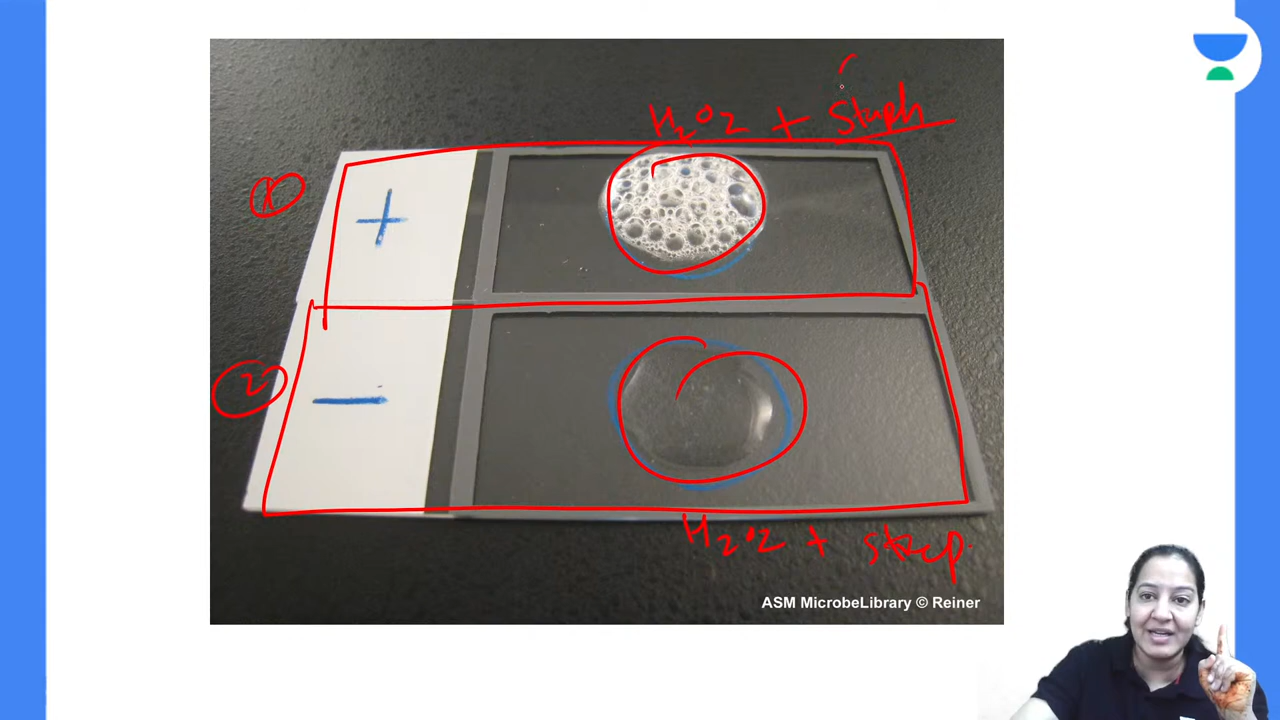 H2O2 + Staph
1
+
2
−
H2O2 + strep.
ASM MicrobeLibrary © Reiner